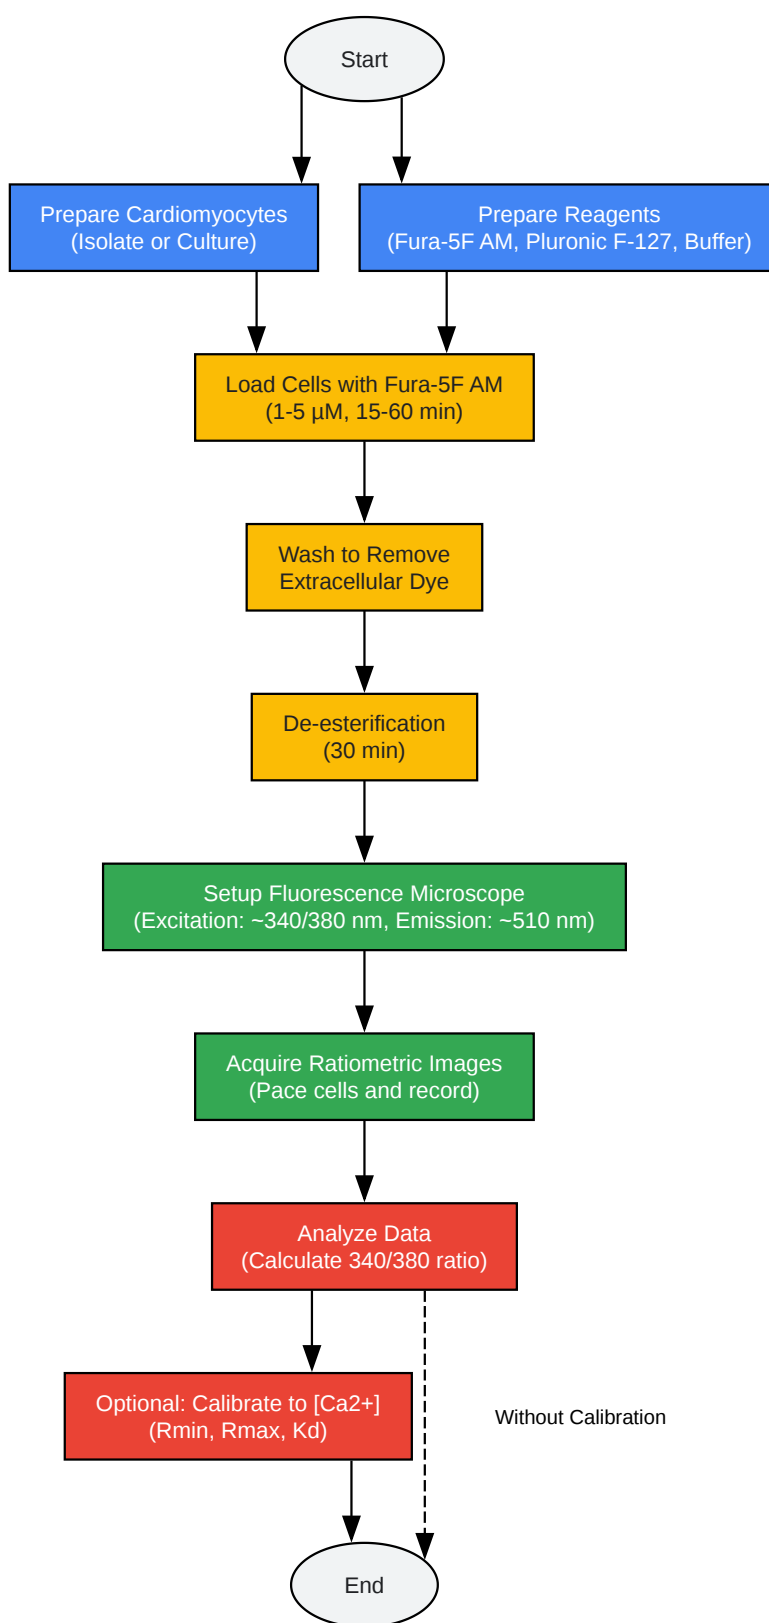 Start
Prepare Cardiomyocytes
(Isolate or Culture)
Prepare Reagents
(Fura-5F AM, Pluronic F-127, Buffer)
Load Cells with Fura-5F AM
(1-5 µM, 15-60 min)
Wash to Remove
Extracellular Dye
De-esterification
(30 min)
Setup Fluorescence Microscope
(Excitation: ~340/380 nm, Emission: ~510 nm)
Acquire Ratiometric Images
(Pace cells and record)
Analyze Data
(Calculate 340/380 ratio)
Optional: Calibrate to [Ca2+]
(Rmin, Rmax, Kd)
Without Calibration
End